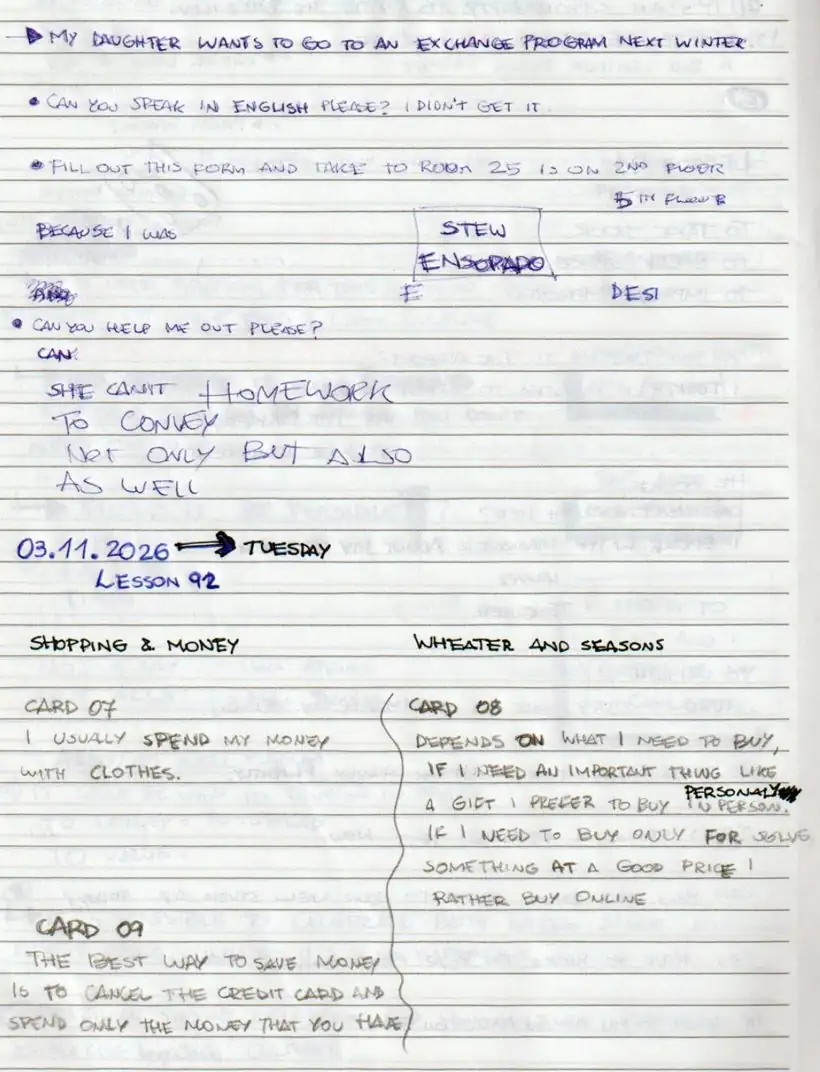 MY DAUGHTER WANTS TO GO TO AN EXCHANGE PROGRAM NEXT WINTER
• CAN YOU SPEAK IN ENGLISH PLEASE? I DIDN'T GET IT.
• FILL OUT THIS FORM AND TAKE TO ROOM 25 IS ON 2ND FLOOR
5TH FLOOR
BECAUSE I WAS
STEW
ENSOPADO
E
DESI
• CAN YOU HELP ME OUT PLEASE?
CAN
SHE CAN'T HOMEWORK
TO CONVEY
NOT ONLY BUT ALSO
AS WELL
03.11.2026 → TUESDAY
LESSON 92
SHOPPING & MONEY
CARD 07
I USUALY SPEND MY MONEY
WITH CLOTHES.
CARD 09
THE BEST WAY TO SAVE MONEY
IS TO CANCEL THE CREDIT CARD AND
SPEND ONLY THE MONEY THAT YOU HAVE
WHEATER AND SEASONS
CARD 08
DEPENDS ON WHAT I NEED TO BUY,
IF I NEED AN IMPORTANT THING LIKE
PERSONALY
A GIFT I PREFER TO BUY IN PERSON.
IF I NEED TO BUY ONLY FOR SOLVE
SOMETHING AT A GOOD PRICE I
RATHER BUY ONLINE